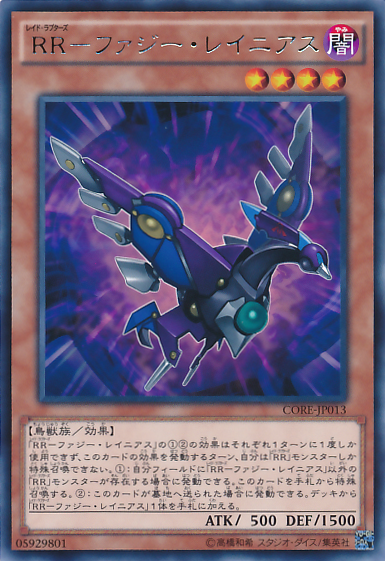 レイド・ラプターズ
RR－ファジー・レイニアス
闇
やみ
CORE-JP013
【鳥獣族／効果】
「RR－ファジー・レイニアス」の①②の効果はそれぞれ1ターンに1度しか
使用できず、このカードの効果を発動するターン、自分は「RR」モンスターしか
特殊召喚できない。①：自分フィールドに「RR－ファジー・レイニアス」以外の
「RR」モンスターが存在する場合に発動できる。このカードを手札から特殊
召喚する。②：このカードが墓地へ送られた場合に発動できる。デッキから
「RR－ファジー・レイニアス」1体を手札に加える。
ATK/ 500 DEF/1500
05929801
©高橋和希 スタジオ・ダイス/集英社